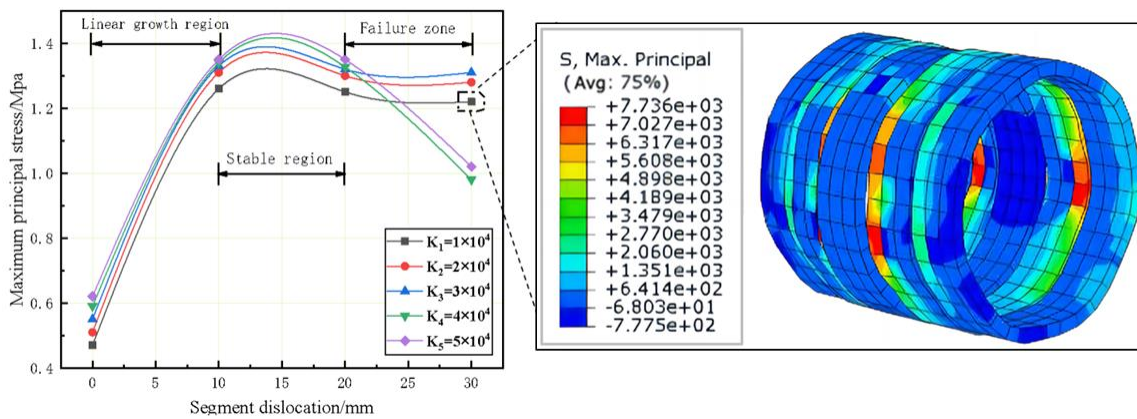 Linear growth region
Failure zone
Stable region
Maximum principal stress/Mpa
1.4
1.2
1.0
0.8
0.6
0.4
0 5 10 15 20 25 30
Segment dislocation/mm
K₁=1×10⁴
K₂=2×10⁴
K₃=3×10⁴
K₄=4×10⁴
K₅=5×10⁴
S, Max. Principal
(Avg: 75%)
+7.736e+03
+7.027e+03
+6.317e+03
+5.608e+03
+4.898e+03
+4.189e+03
+3.479e+03
+2.770e+03
+2.060e+03
+1.351e+03
+6.414e+02
-6.803e+01
-7.775e+02